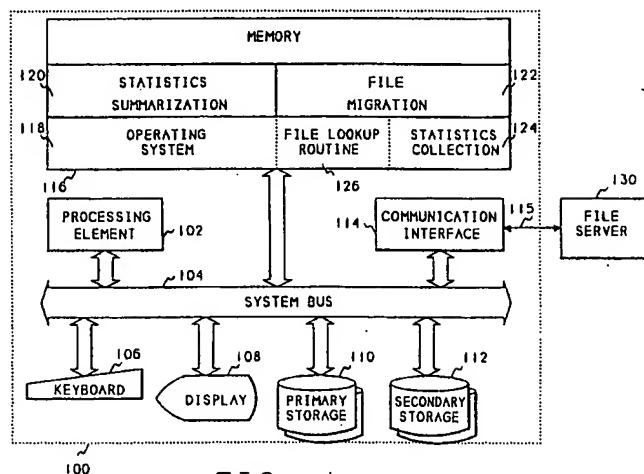 MEMORY
120
STATISTICS
SUMMARIZATION
FILE
MIGRATION
122
118
OPERATING
SYSTEM
FILE LOOKUP
ROUTINE
STATISTICS
COLLECTION
124
116
126
130
PROCESSING
ELEMENT
102
114
COMMUNICATION
INTERFACE
115
FILE
SERVER
104
SYSTEM BUS
106
KEYBOARD
108
DISPLAY
110
PRIMARY
STORAGE
112
SECONDARY
STORAGE
100